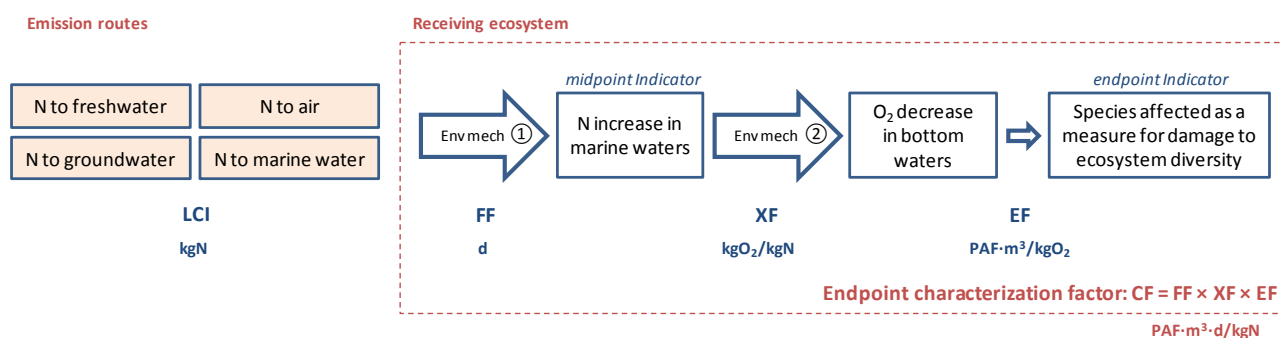 Emission routes
Receiving ecosystem
midpoint Indicator
endpoint Indicator
N to freshwater
N to air
N to groundwater
N to marine water
Env mech ①
N increase in
marine waters
Env mech ②
O₂ decrease
in bottom
waters
Species affected as a
measure for damage to
ecosystem diversity
LCI
FF
XF
EF
kgN
d
kgO₂/kgN
PAF·m³/kgO₂
Endpoint characterization factor: CF = FF × XF × EF
PAF·m³·d/kgN